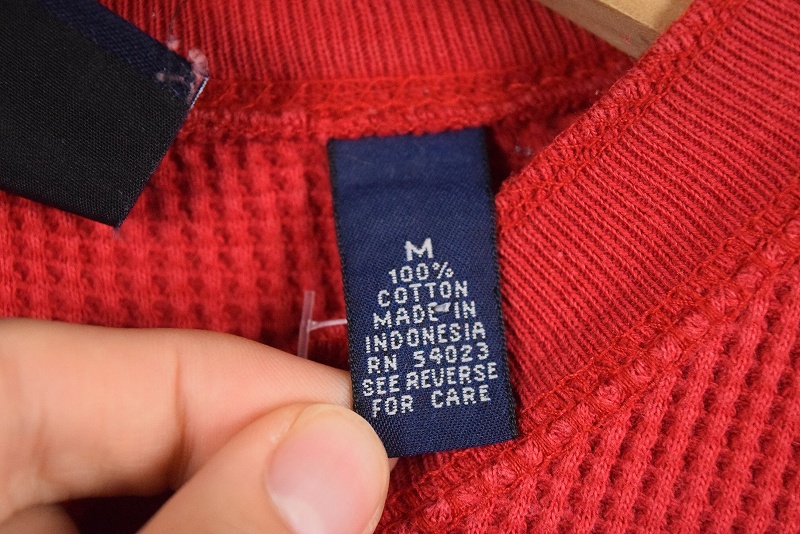 M
100%
COTTON
MADE IN
INDONESIA
RN 54023
SEE REVERSE
FOR CARE